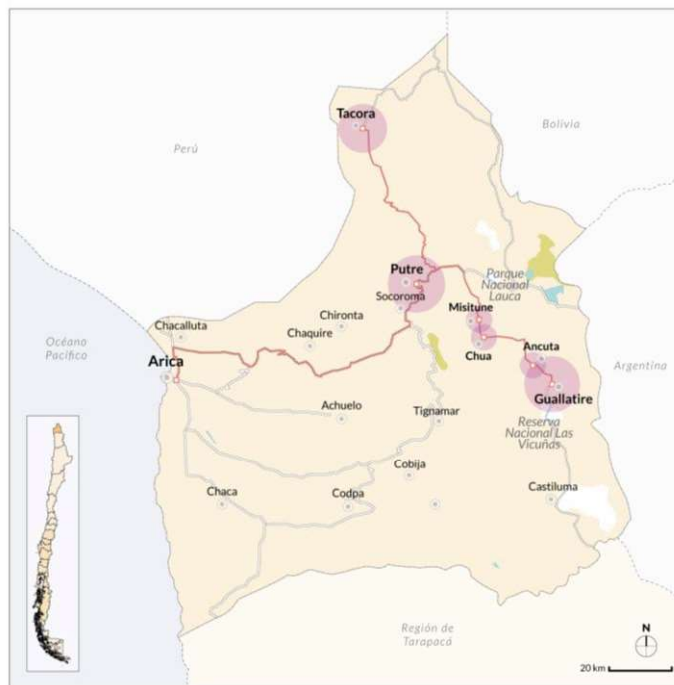 Tacora
Perú
Bolivia
Putre
Socoroma
Parque
Nacional
Lauca
Misitune
Chironta
Chacalluta
Chaquire
Océano
Pacífico
Arica
Chua
Ancuta
Argentina
Guallatire
Achuelo
Tignamar
Reserva
Nacional Las
Vicuñas
Cobija
Chaca
Codpa
Castiluma
Región de
Tarapacá
N
20 km